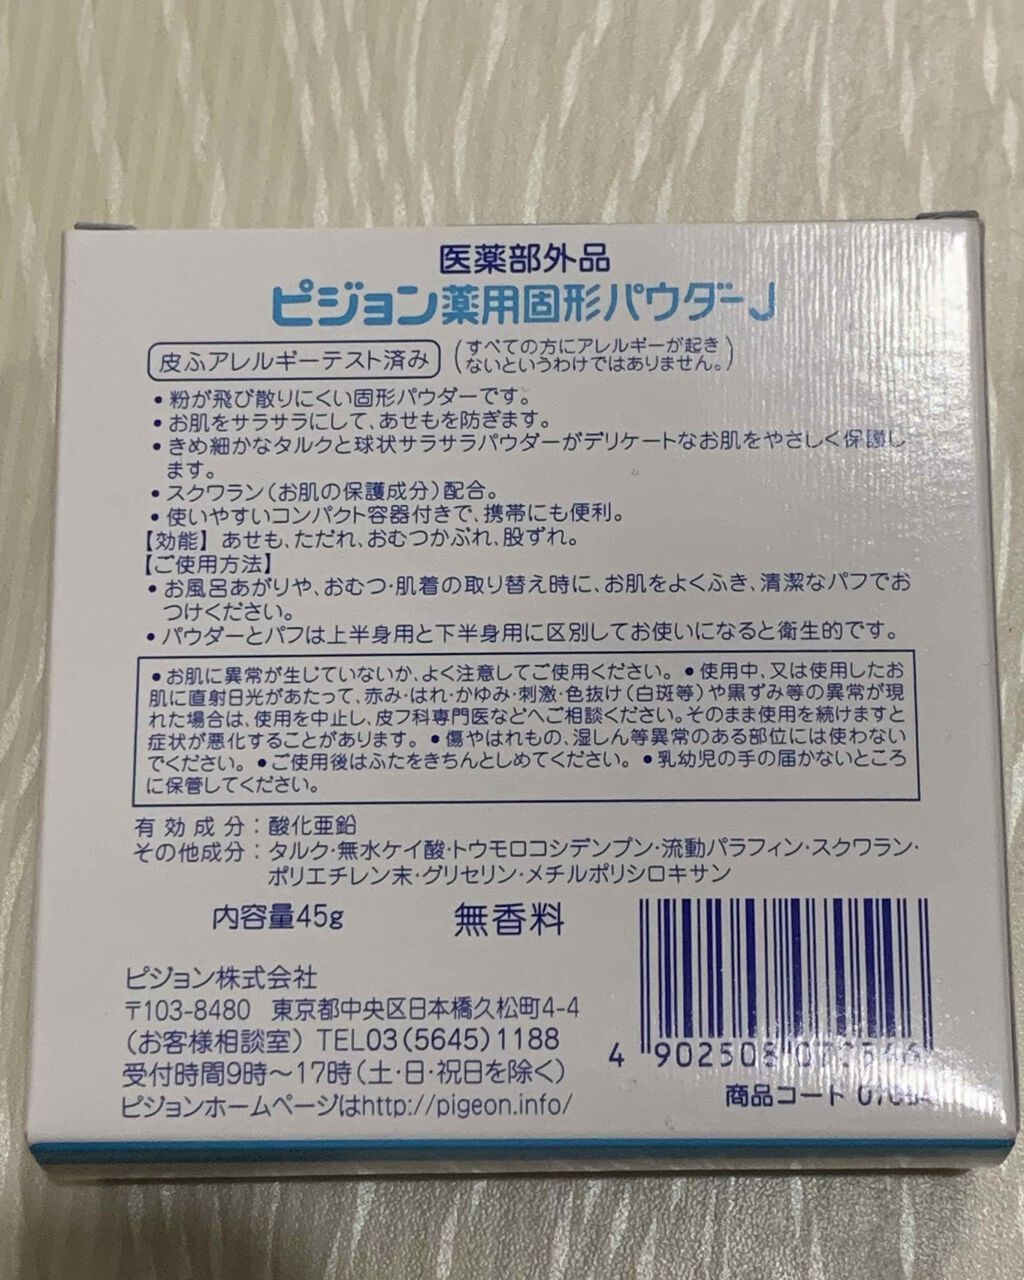 医薬部外品
ピジョン薬用固形パウダーJ
皮ふアレルギーテスト済み
(すべての方にアレルギーが起き
ないというわけではありません。)
•粉が飛び散りにくい固形パウダーです。
•お肌をサラサラにして、あせもを防ぎます。
•きめ細かなタルクと球状サラサラパウダーがデリケートなお肌をやさしく保護し
ます。
•スクワラン(お肌の保護成分)配合。
•使いやすいコンパクト容器付きで、携帯にも便利。
【効能】あせも、ただれ、おむつかぶれ、股ずれ。
【ご使用方法】
•お風呂あがりや、おむつ・肌着の取り替え時に、お肌をよくふき、清潔なパフでお
つけください。
•パウダーとパフは上半身用と下半身用に区別してお使いになると衛生的です。
•お肌に異常が生じていないか、よく注意してご使用ください。•使用中、又は使用したお
肌に直射日光があたって、赤み・はれ・かゆみ・刺激・色抜け(白斑等)や黒ずみ等の異常が現
れた場合は、使用を中止し、皮フ科専門医などへご相談ください。そのまま使用を続けますと
症状が悪化することがあります。•傷やはれもの、湿しん等異常のある部位には使わない
でください。•ご使用後はふたをきちんとしめてください。•乳幼児の手の届かないところ
に保管してください。
有効成分:酸化亜鉛
その他成分:タルク・無水ケイ酸・トウモロコシデンプン・流動パラフィン・スクワラン・
ポリエチレン末・グリセリン・メチルポリシロキサン
内容量45g
無香料
ピジョン株式会社
〒103-8480 東京都中央区日本橋久松町4-4
(お客様相談室)TEL03(5645)1188
受付時間9時〜17時(土・日・祝日を除く)
ピジョンホームページはhttp://pigeon.info/
4 902508
商品コード